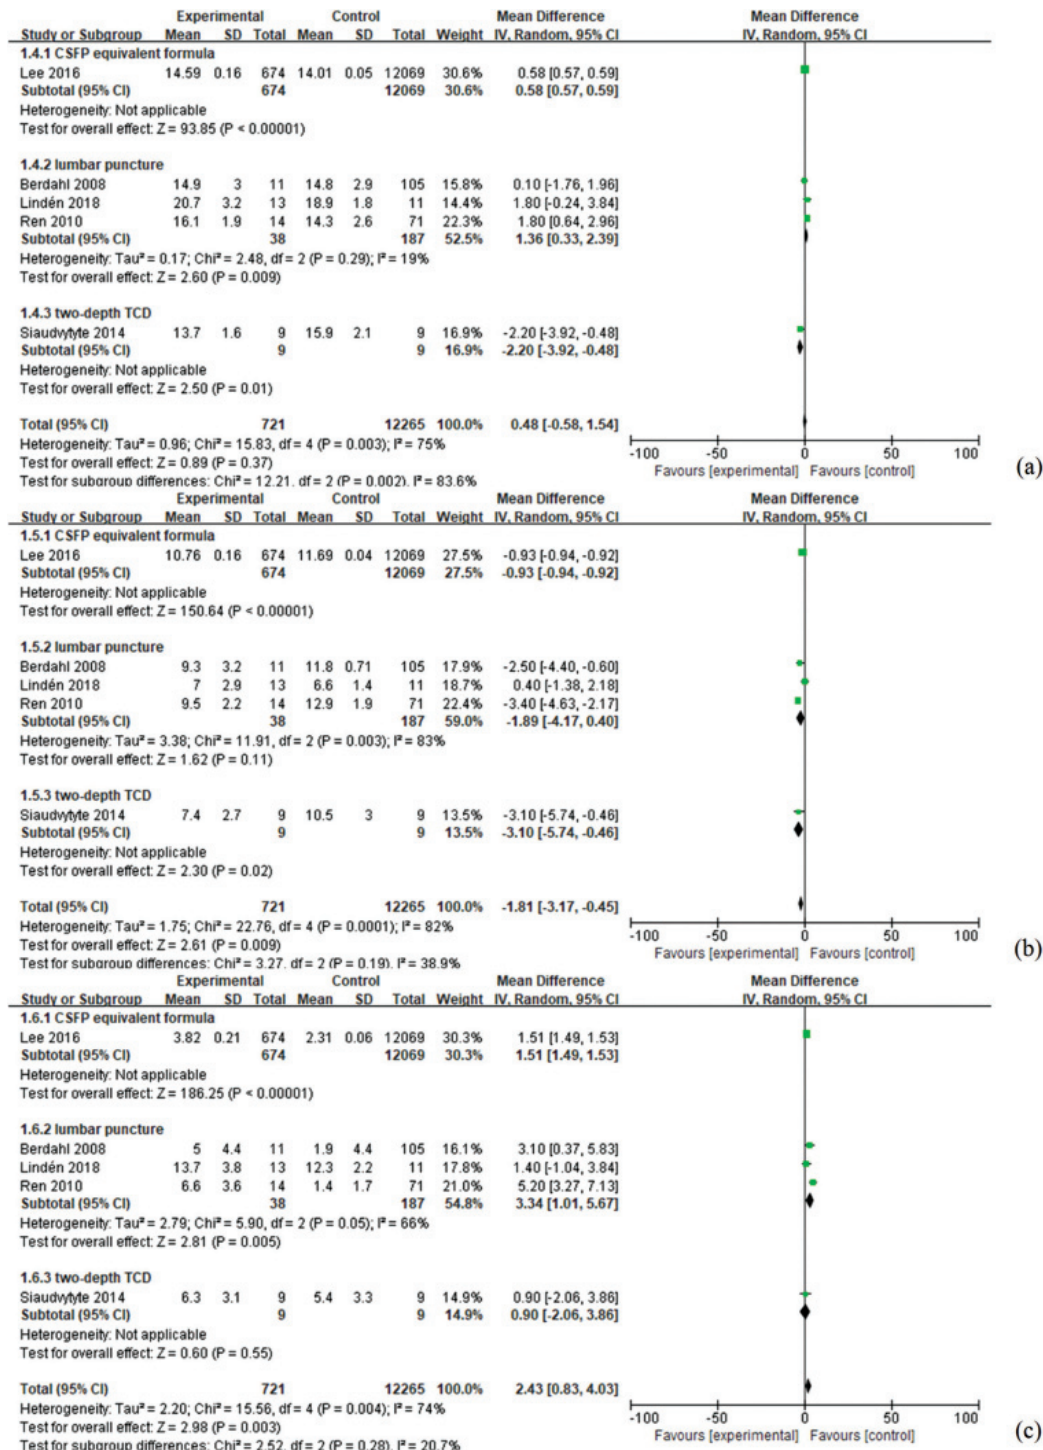 Experimental Control Mean Difference Mean Difference
Study or Subgroup Mean SD Total Mean SD Total Weight IV, Random, 95% CI IV, Random, 95% CI
1.4.1 CSFP equivalent formula
Lee 2016 14.59 0.16 674 14.01 0.05 12069 30.6% 0.58 [0.57, 0.59]
Subtotal (95% CI) 674 12069 30.6% 0.58 [0.57, 0.59]
Heterogeneity: Not applicable
Test for overall effect: Z = 93.85 (P < 0.00001)
1.4.2 lumbar puncture
Berdahl 2008 14.9 3 11 14.8 2.9 105 15.8% 0.10 [-1.76, 1.96]
Lindén 2018 20.7 3.2 13 18.9 1.8 11 14.4% 1.80 [-0.24, 3.84]
Ren 2010 16.1 1.9 14 14.3 2.6 71 22.3% 1.80 [0.64, 2.96]
Subtotal (95% CI) 38 187 52.5% 1.36 [0.33, 2.39]
Heterogeneity: Tau² = 0.17; Chi² = 2.48, df = 2 (P = 0.29); I² = 19%
Test for overall effect: Z = 2.60 (P = 0.009)
1.4.3 two-depth TCD
Siaudvytyte 2014 13.7 1.6 9 15.9 2.1 9 16.9% -2.20 [-3.92, -0.48]
Subtotal (95% CI) 9 9 16.9% -2.20 [-3.92, -0.48]
Heterogeneity: Not applicable
Test for overall effect: Z = 2.50 (P = 0.01)
Total (95% CI) 721 12265 100.0% 0.48 [-0.58, 1.54]
Heterogeneity: Tau² = 0.96; Chi² = 15.83, df = 4 (P = 0.003); I² = 75%
Test for overall effect: Z = 0.89 (P = 0.37)
Test for subgroup differences: Chi² = 12.21, df = 2 (P = 0.002), I² = 83.6%
-100 -50 0 50 100
Favours [experimental] Favours [control]
(a)
Experimental Control Mean Difference Mean Difference
Study or Subgroup Mean SD Total Mean SD Total Weight IV, Random, 95% CI IV, Random, 95% CI
1.5.1 CSFP equivalent formula
Lee 2016 10.76 0.16 674 11.69 0.04 12069 27.5% -0.93 [-0.94, -0.92]
Subtotal (95% CI) 674 12069 27.5% -0.93 [-0.94, -0.92]
Heterogeneity: Not applicable
Test for overall effect: Z = 150.64 (P < 0.00001)
1.5.2 lumbar puncture
Berdahl 2008 9.3 3.2 11 11.8 0.71 105 17.9% -2.50 [-4.40, -0.60]
Lindén 2018 7 2.9 13 6.6 1.4 11 18.7% 0.40 [-1.38, 2.18]
Ren 2010 9.5 2.2 14 12.9 1.9 71 22.4% -3.40 [-4.63, -2.17]
Subtotal (95% CI) 38 187 59.0% -1.89 [-4.17, 0.40]
Heterogeneity: Tau² = 3.38; Chi² = 11.91, df = 2 (P = 0.003); I² = 83%
Test for overall effect: Z = 1.62 (P = 0.11)
1.5.3 two-depth TCD
Siaudvytyte 2014 7.4 2.7 9 10.5 3 9 13.5% -3.10 [-5.74, -0.46]
Subtotal (95% CI) 9 9 13.5% -3.10 [-5.74, -0.46]
Heterogeneity: Not applicable
Test for overall effect: Z = 2.30 (P = 0.02)
Total (95% CI) 721 12265 100.0% -1.81 [-3.17, -0.45]
Heterogeneity: Tau² = 1.75; Chi² = 22.76, df = 4 (P = 0.0001); I² = 82%
Test for overall effect: Z = 2.61 (P = 0.009)
Test for subgroup differences: Chi² = 3.27, df = 2 (P = 0.19), I² = 38.9%
-100 -50 0 50 100
Favours [experimental] Favours [control]
(b)
Experimental Control Mean Difference Mean Difference
Study or Subgroup Mean SD Total Mean SD Total Weight IV, Random, 95% CI IV, Random, 95% CI
1.6.1 CSFP equivalent formula
Lee 2016 3.82 0.21 674 2.31 0.06 12069 30.3% 1.51 [1.49, 1.53]
Subtotal (95% CI) 674 12069 30.3% 1.51 [1.49, 1.53]
Heterogeneity: Not applicable
Test for overall effect: Z = 186.25 (P < 0.00001)
1.6.2 lumbar puncture
Berdahl 2008 5 4.4 11 1.9 4.4 105 16.1% 3.10 [0.37, 5.83]
Lindén 2018 13.7 3.8 13 12.3 2.2 11 17.8% 1.40 [-1.04, 3.84]
Ren 2010 6.6 3.6 14 1.4 1.7 71 21.0% 5.20 [3.27, 7.13]
Subtotal (95% CI) 38 187 54.8% 3.34 [1.01, 5.67]
Heterogeneity: Tau² = 2.79; Chi² = 5.90, df = 2 (P = 0.05); I² = 66%
Test for overall effect: Z = 2.81 (P = 0.005)
1.6.3 two-depth TCD
Siaudvytyte 2014 6.3 3.1 9 5.4 3.3 9 14.9% 0.90 [-2.06, 3.86]
Subtotal (95% CI) 9 9 14.9% 0.90 [-2.06, 3.86]
Heterogeneity: Not applicable
Test for overall effect: Z = 0.60 (P = 0.55)
Total (95% CI) 721 12265 100.0% 2.43 [0.83, 4.03]
Heterogeneity: Tau² = 2.20; Chi² = 15.56, df = 4 (P = 0.004); I² = 74%
Test for overall effect: Z = 2.98 (P = 0.003)
Test for subgroup differences: Chi² = 2.52, df = 2 (P = 0.28), I² = 20.7%
-100 -50 0 50 100
Favours [experimental] Favours [control]
(c)